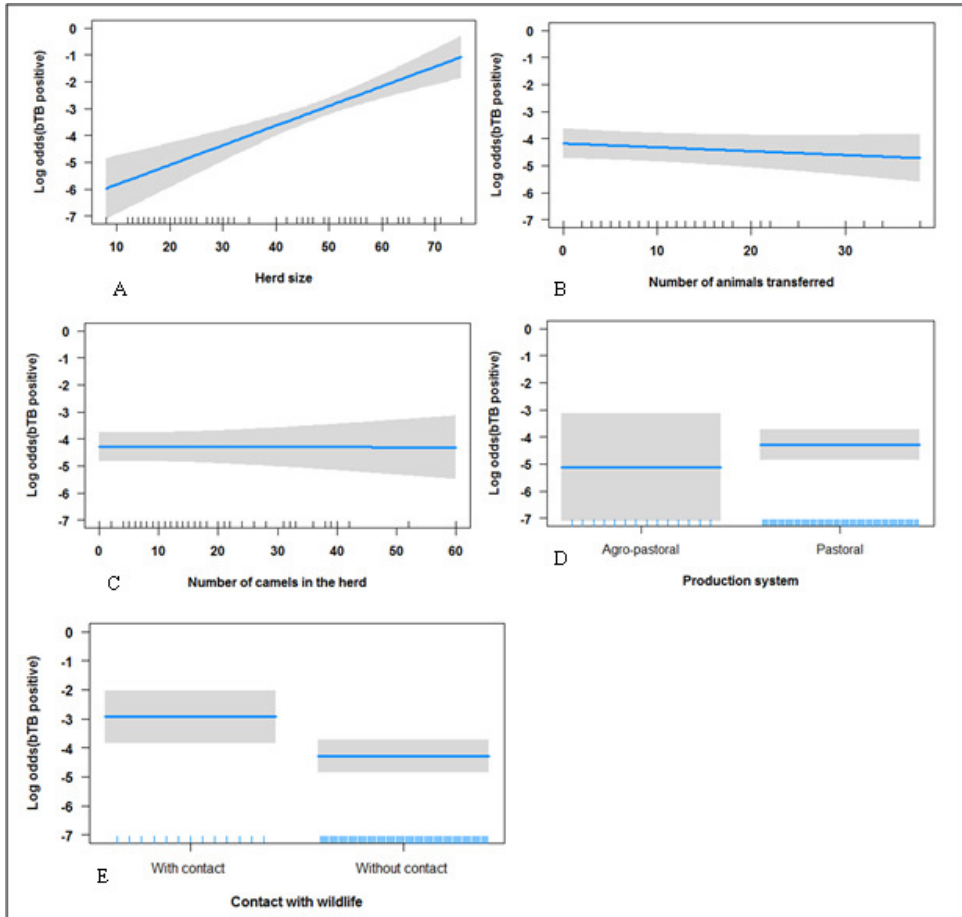 Log odds(bTB positive)
0
-1
-2
-3
-4
-5
-6
-7
10 20 30 40 50 60 70
Herd size
A
Log odds(bTB positive)
0
-1
-2
-3
-4
-5
-6
-7
0 10 20 30
Number of animals transferred
B
Log odds(bTB positive)
0
-1
-2
-3
-4
-5
-6
-7
0 10 20 30 40 50 60
Number of camels in the herd
C
Log odds(bTB positive)
0
-1
-2
-3
-4
-5
-6
-7
Agro-pastoral Pastoral
Production system
D
Log odds(bTB positive)
0
-1
-2
-3
-4
-5
-6
-7
With contact Without contact
Contact with wildlife
E